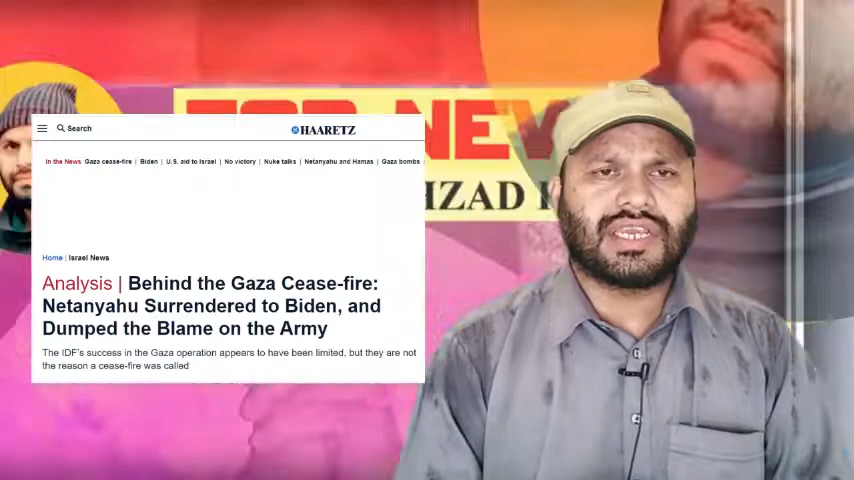 TOP NEW
HZAD
Search
HAARETZ
In the News Gaza cease-fire | Biden | U.S. aid to Israel | No victory | Nuke talks | Netanyahu and Hamas | Gaza bombs
Home | Israel News
Analysis | Behind the Gaza Cease-fire:
Netanyahu Surrendered to Biden, and
Dumped the Blame on the Army
The IDF's success in the Gaza operation appears to have been limited, but they are not
the reason a cease-fire was called